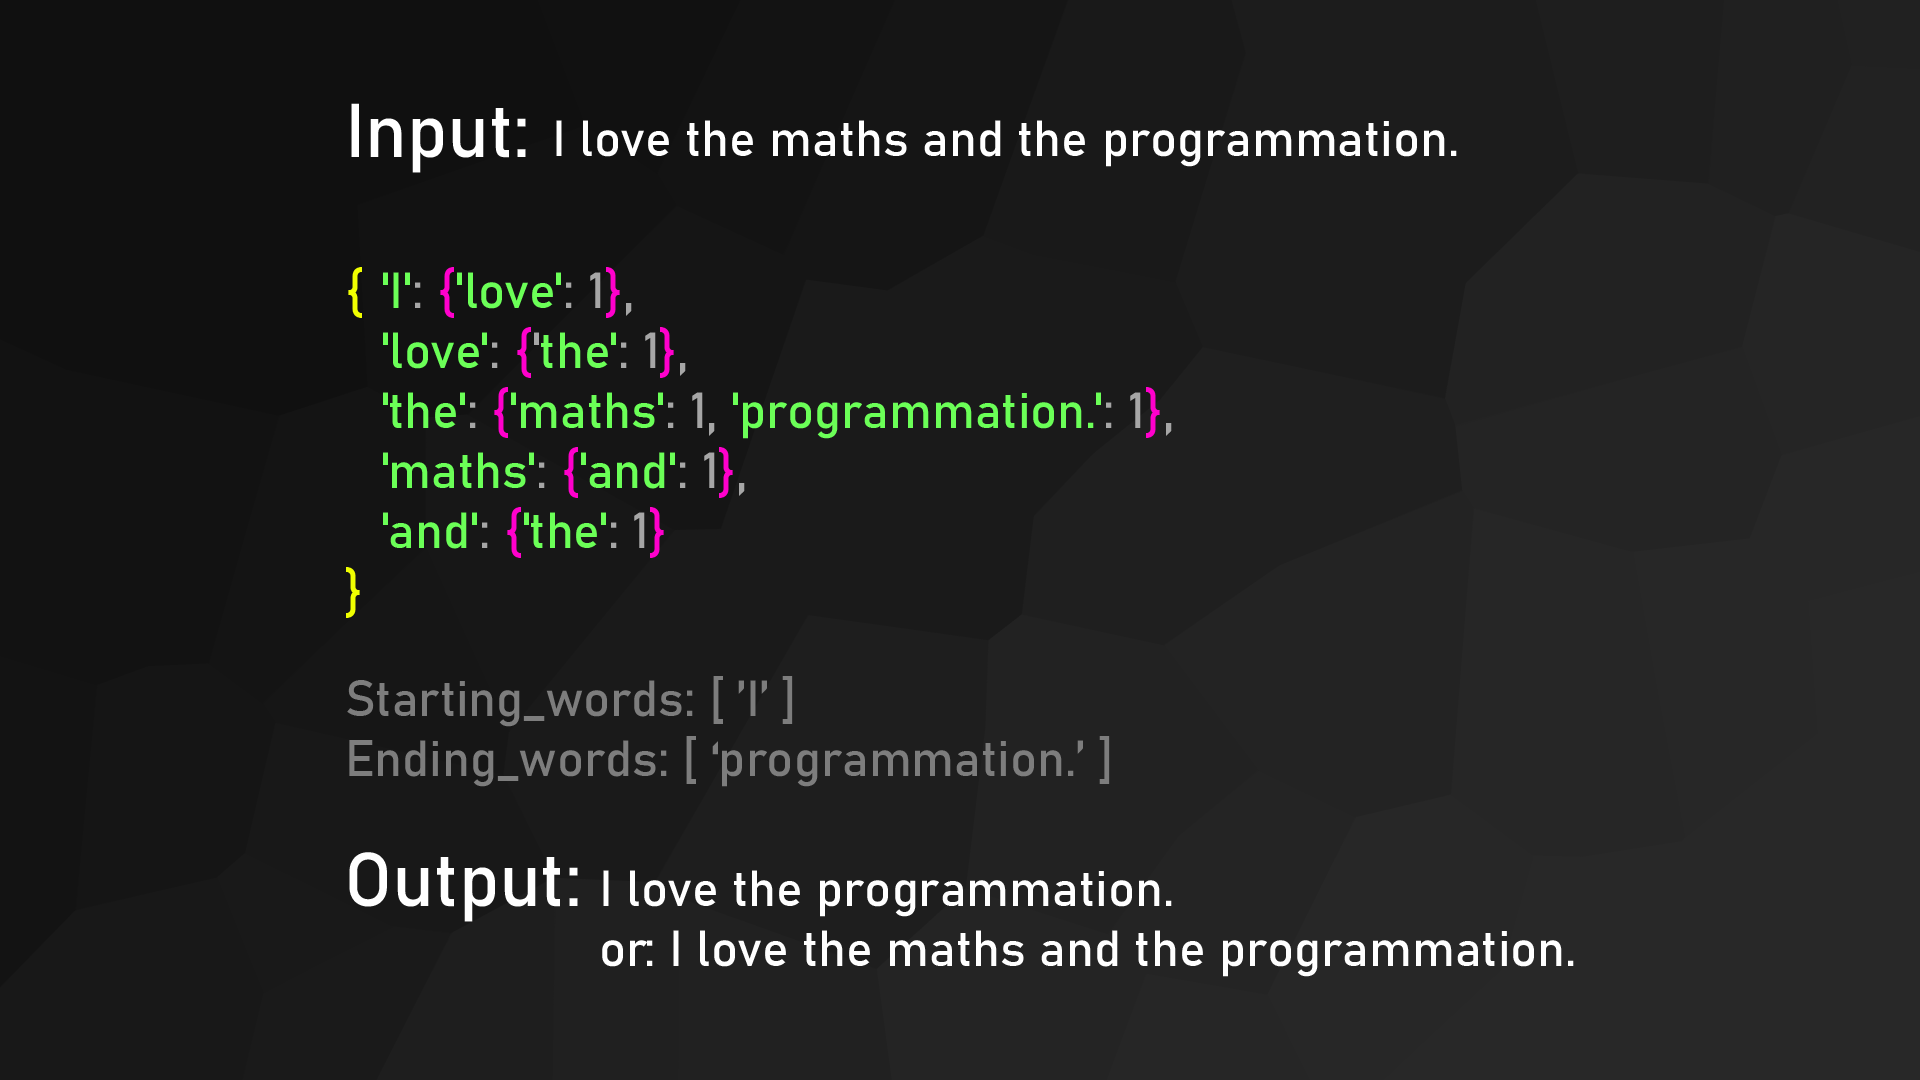 Input: I love the maths and the programmation.
{ 'I': {'love': 1},
'love': {'the': 1},
'the': {'maths': 1, 'programmation.': 1},
'maths': {'and': 1},
'and': {'the': 1}
}
Starting_words: [ ’I’ ]
Ending_words: [ ‘programmation.’ ]
Output: I love the programmation.
or: I love the maths and the programmation.